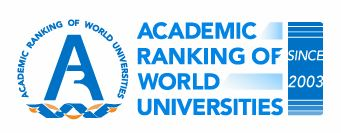 ACADEMIC RANKING OF WORLD UNIVERSITIES
A
ACADEMIC
RANKING OF
WORLD
UNIVERSITIES
SINCE
2003